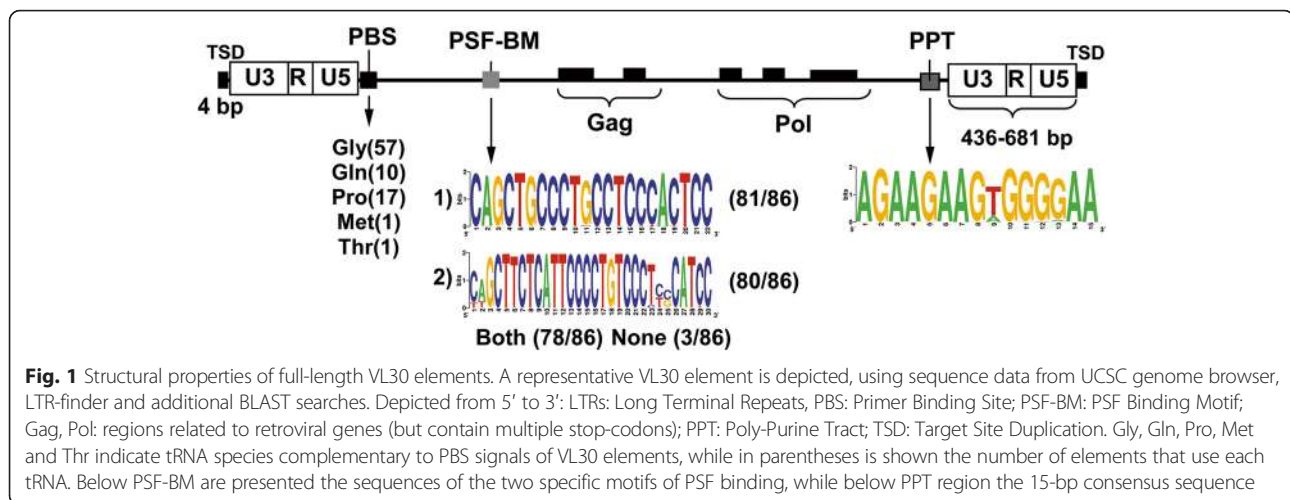 TSD
PBS
PSF-BM
PPT
TSD
U3 R U5
U3 R U5
4 bp
Gag
Pol
436-681 bp
Gly(57)
Gln(10)
Pro(17)
Met(1)
Thr(1)
1) CAGCTGCCCTGCCTCCCACTCC (81/86)
AGAAGAAGTGGGGAA
2) CAGCTTCTCATTCCCCTGTCCCTCCCATCC (80/86)
Both (78/86) None (3/86)
Fig. 1 Structural properties of full-length VL30 elements. A representative VL30 element is depicted, using sequence data from UCSC genome browser,
LTR-finder and additional BLAST searches. Depicted from 5′ to 3′: LTRs: Long Terminal Repeats, PBS: Primer Binding Site; PSF-BM: PSF Binding Motif;
Gag, Pol: regions related to retroviral genes (but contain multiple stop-codons); PPT: Poly-Purine Tract; TSD: Target Site Duplication. Gly, Gln, Pro, Met
and Thr indicate tRNA species complementary to PBS signals of VL30 elements, while in parentheses is shown the number of elements that use each
tRNA. Below PSF-BM are presented the sequences of the two specific motifs of PSF binding, while below PPT region the 15-bp consensus sequence